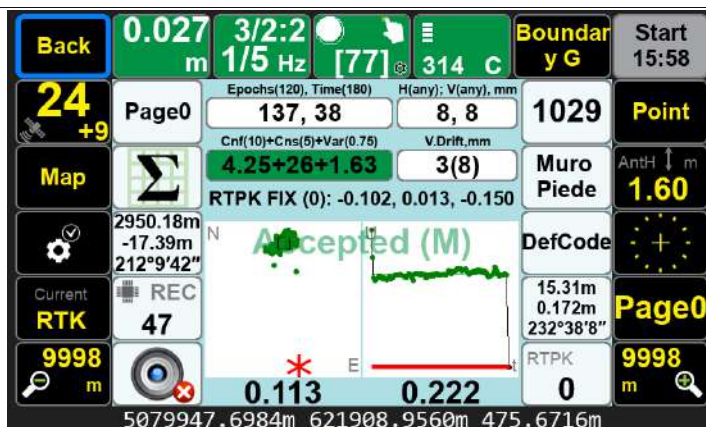 Back
0.027
m
3/2:2
1/5 Hz
[77]
314 C
Boundar
y G
Start
15:58
24
+9
Page0
Epochs(120), Time(180)
137, 38
H(any); V(any), mm
8, 8
1029
Point
Map
Σ
Cnf(10)+Cns(5)+Var(0.75)
4.25+26+1.63
V.Drift,mm
3(8)
RTPK FIX (0): -0.102, 0.013, -0.150
Muro
Piede
AntH m
1.60
2950.18m
-17.39m
212°9'42"
N
Accepted (M)
U
DefCode
Current
RTK
REC
47
15.31m
0.172m
232°38'8"
Page0
9998
m
E
0.113
t
0.222
RTPK
0
9998
m
5079947.6984m 621908.9560m 475.6716m